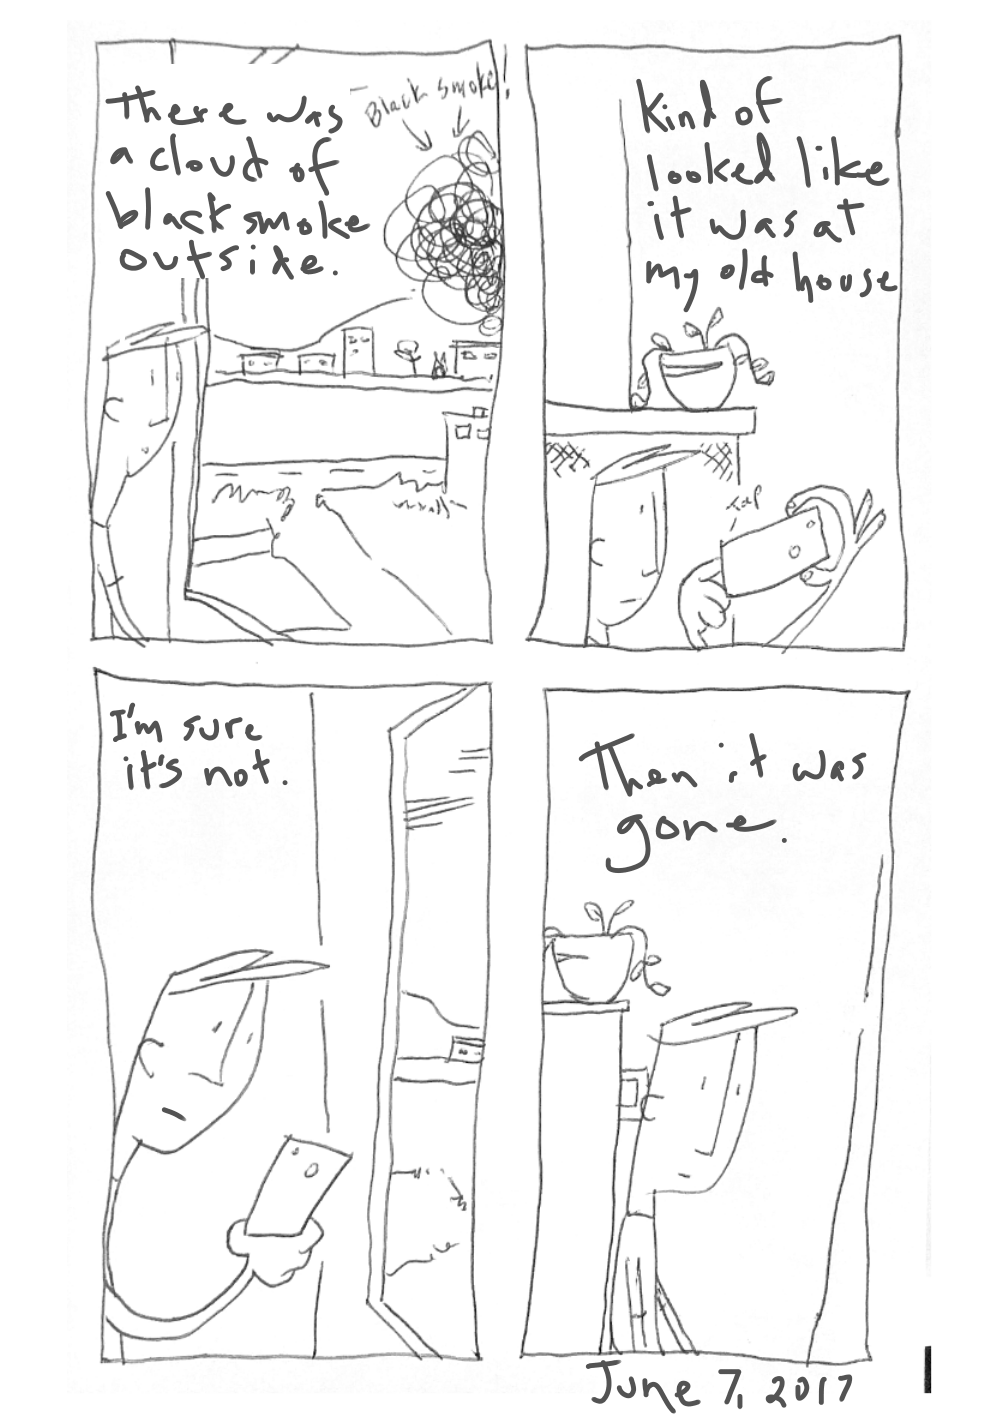 There was
a cloud of
black smoke
outside.
Black smoke!
Kind of
looked like
it was at
my old house
tap
I'm sure
it's not.
Then it was
gone.
June 7, 2017